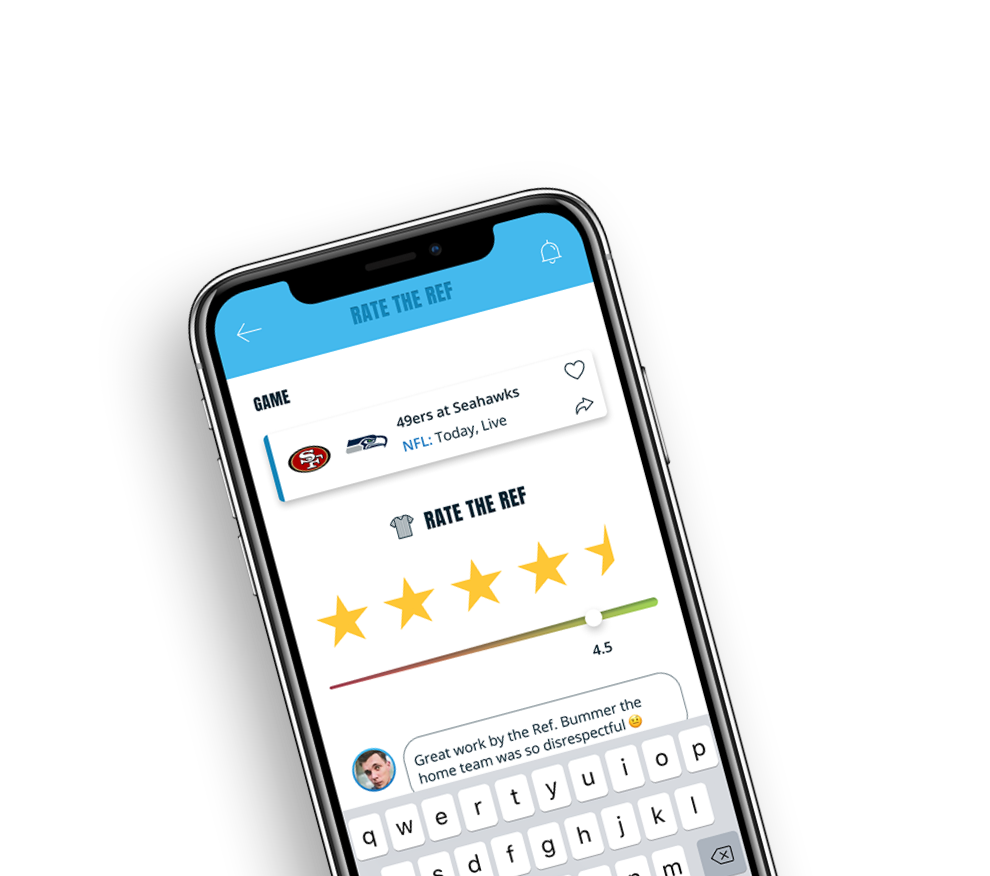 RATE THE REF
GAME
49ers at Seahawks
NFL: Today, Live
SF
RATE THE REF
4.5
Great work by the Ref. Bummer the
home team was so disrespectful 😐
q w e r t y u i o p
s d f g h j k l
m